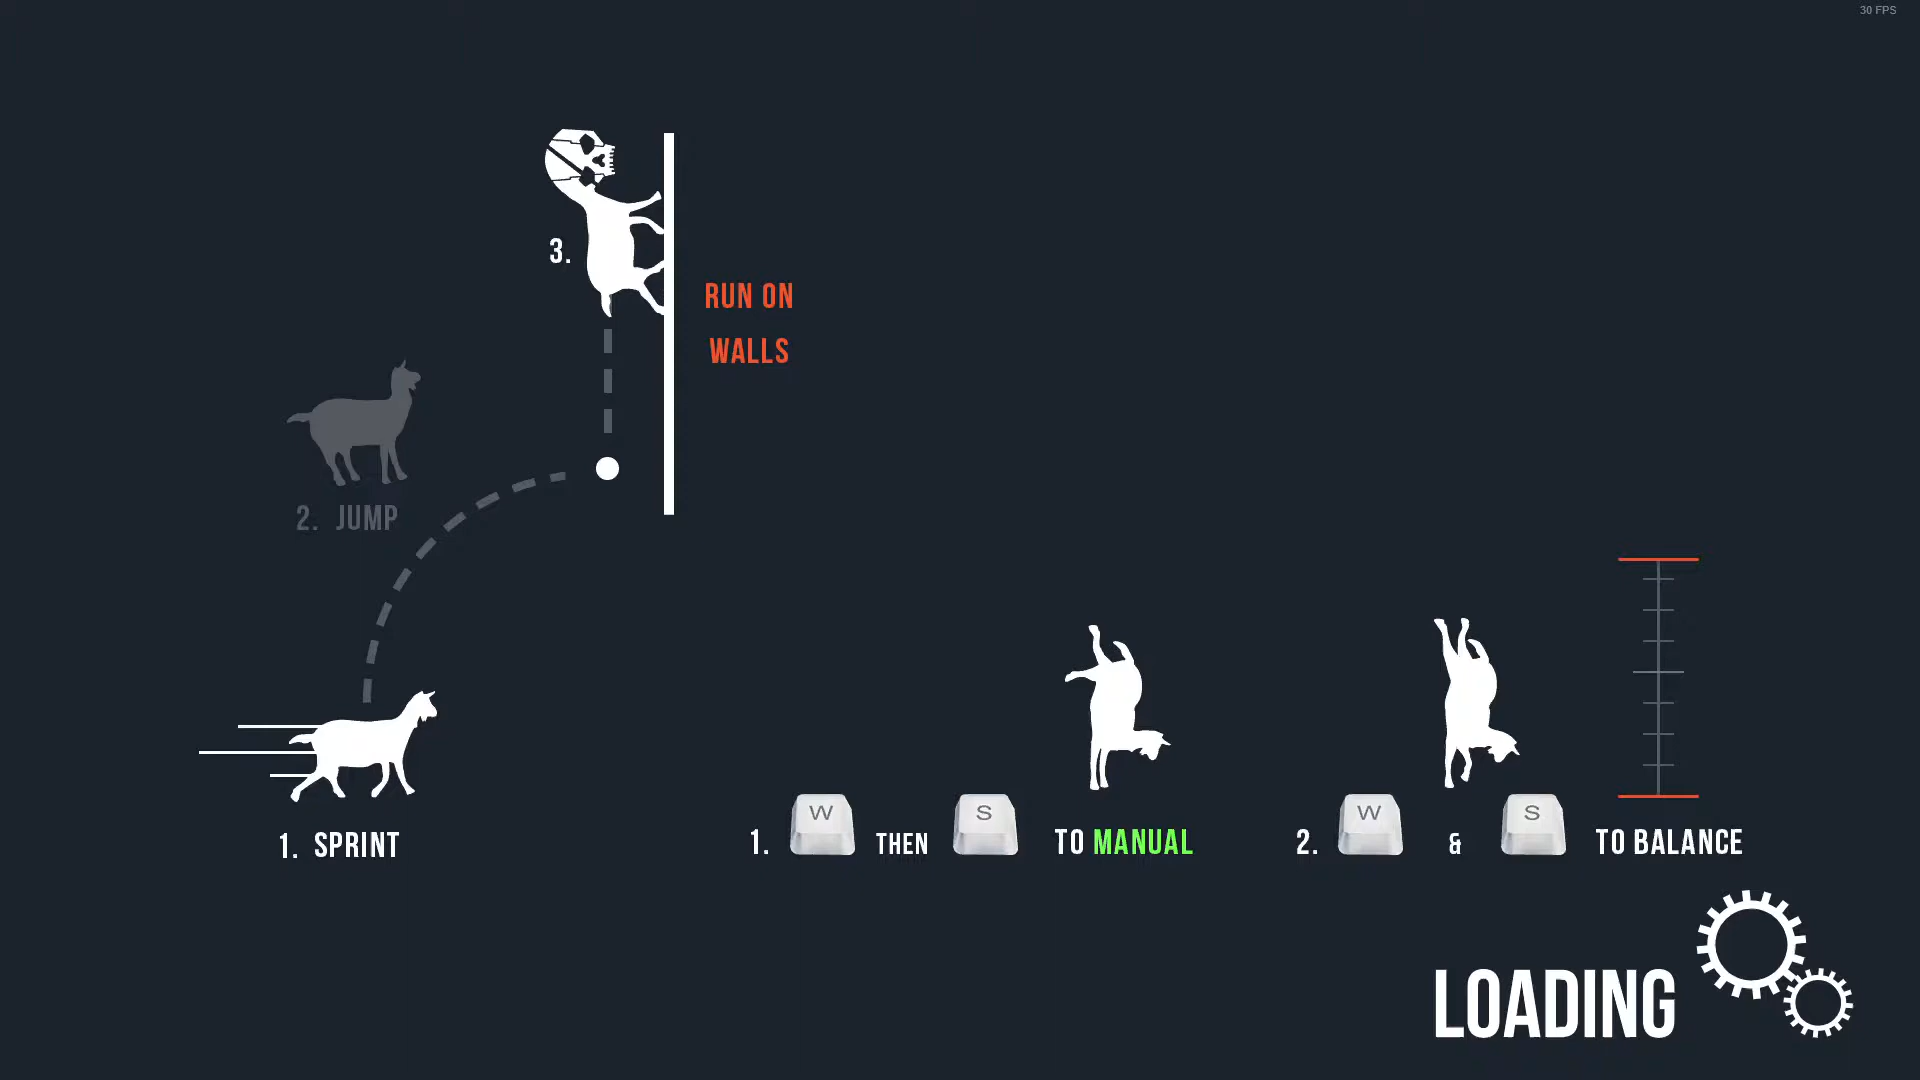 30 FPS
3.
RUN ON
WALLS
2. JUMP
1. SPRINT
1. W THEN S TO MANUAL
2. W & S TO BALANCE
LOADING